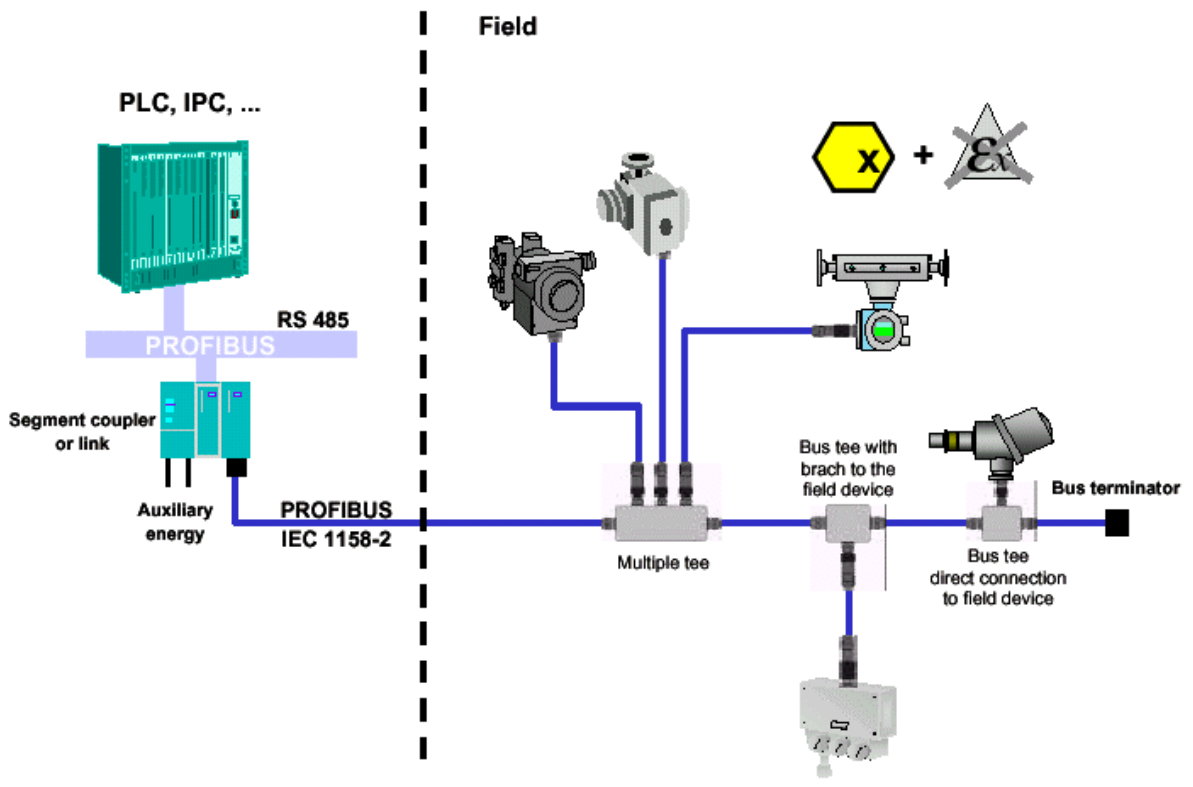 Field
PLC, IPC, ...
x + εx
RS 485
PROFIBUS
Segment coupler
or link
Auxiliary
energy
PROFIBUS
IEC 1158-2
Multiple tee
Bus tee with
brach to the
field device
Bus terminator
Bus tee
direct connection
to field device